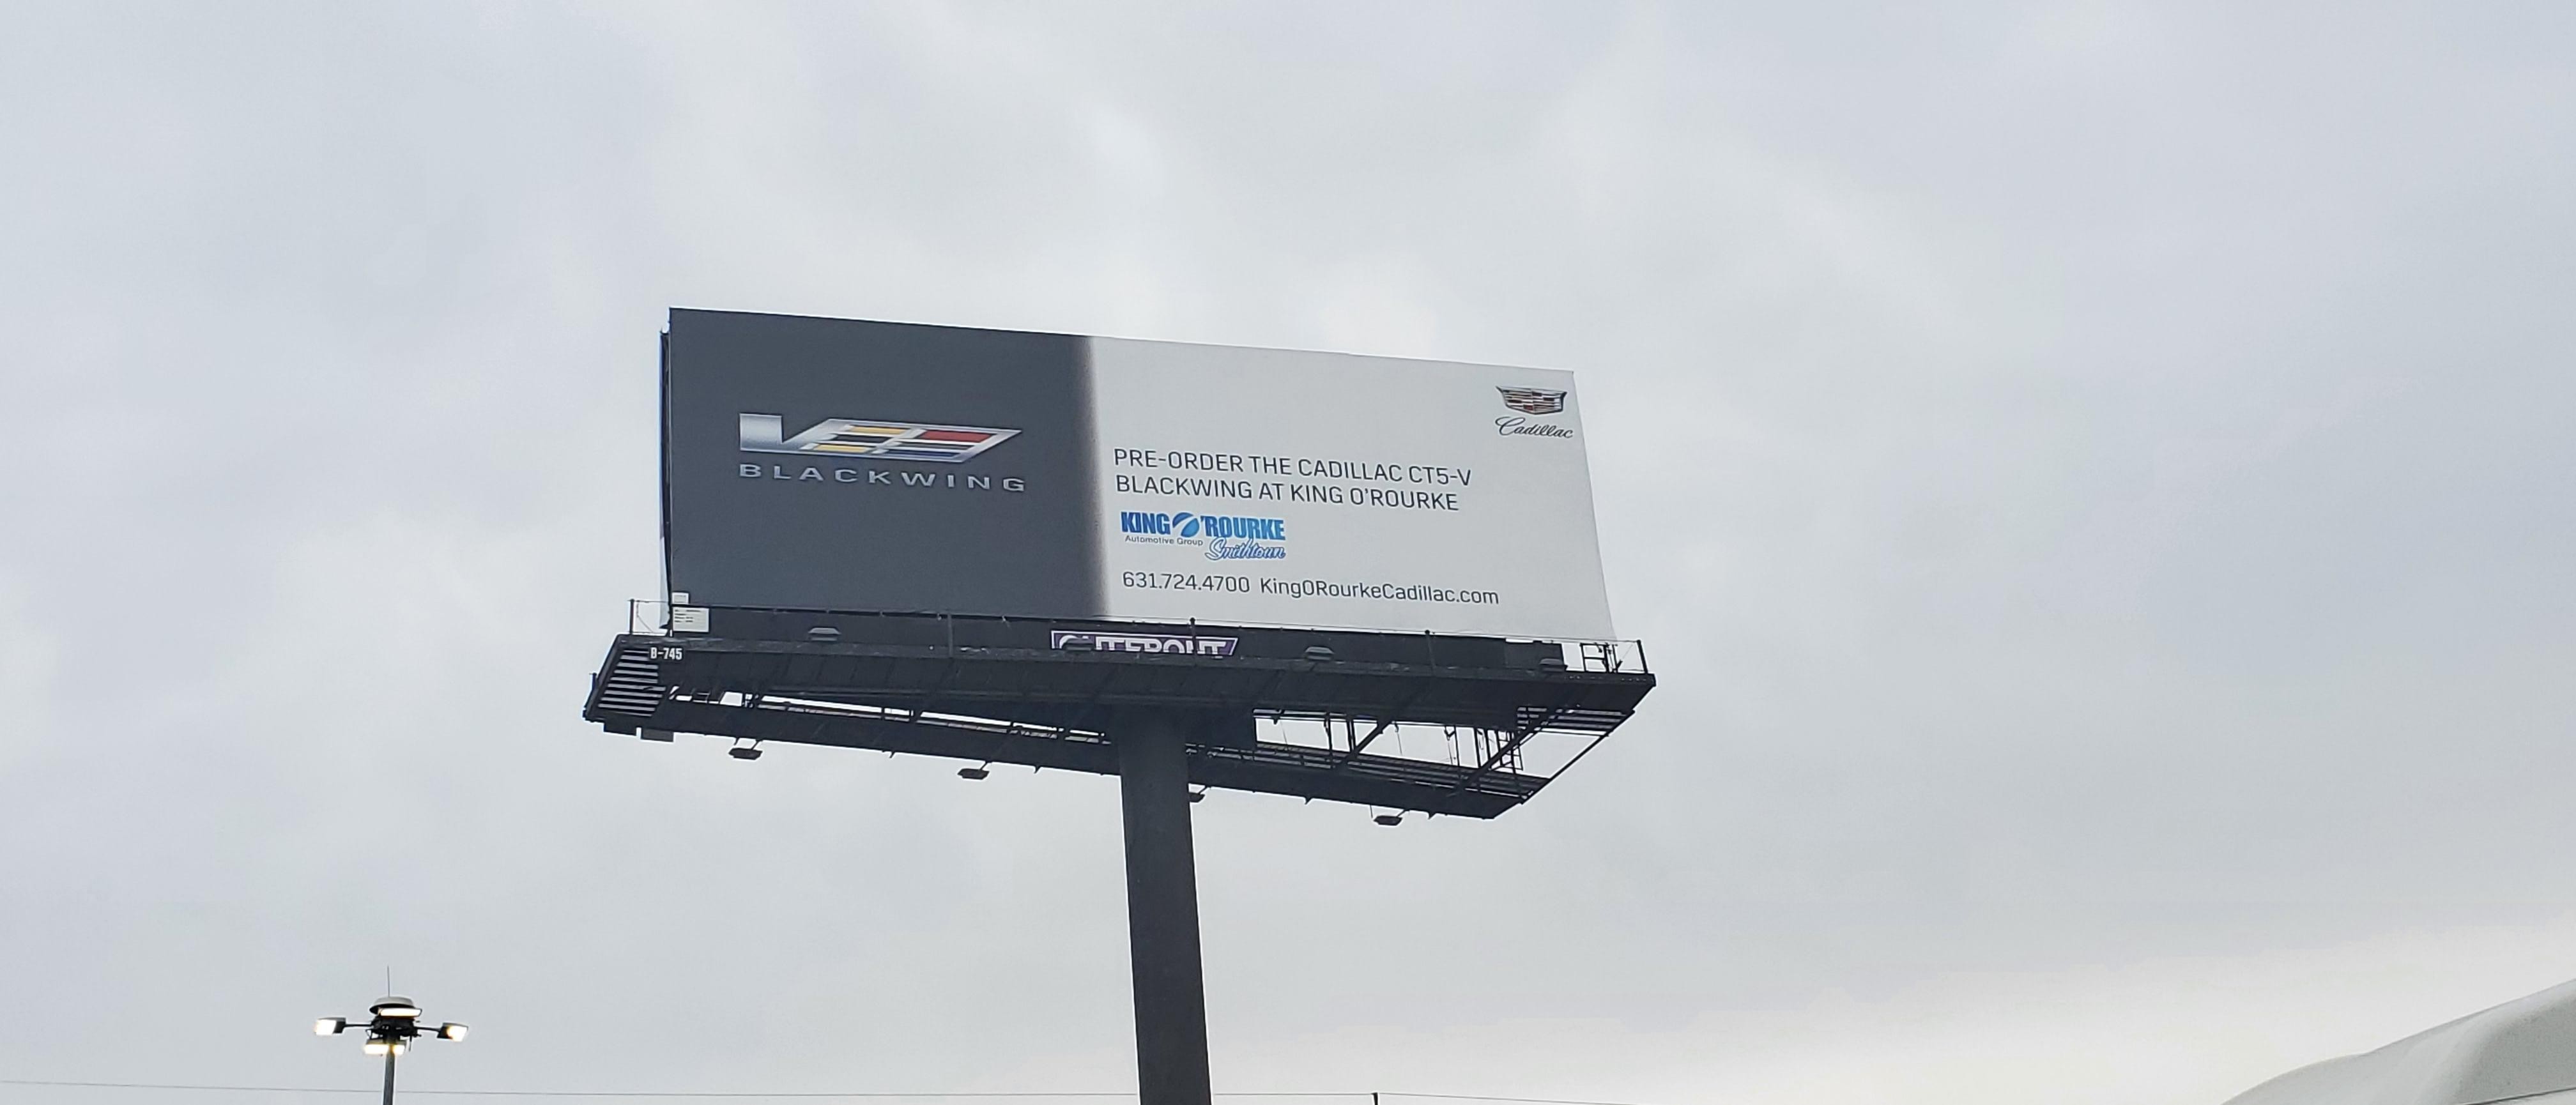 V
BLACKWING
Cadillac
PRE-ORDER THE CADILLAC CT5-V
BLACKWING AT KING O'ROURKE
KING O'ROURKE
Automotive Group
Smithtown
631.724.4700 KingORourkeCadillac.com
OUTFRONT
B-745